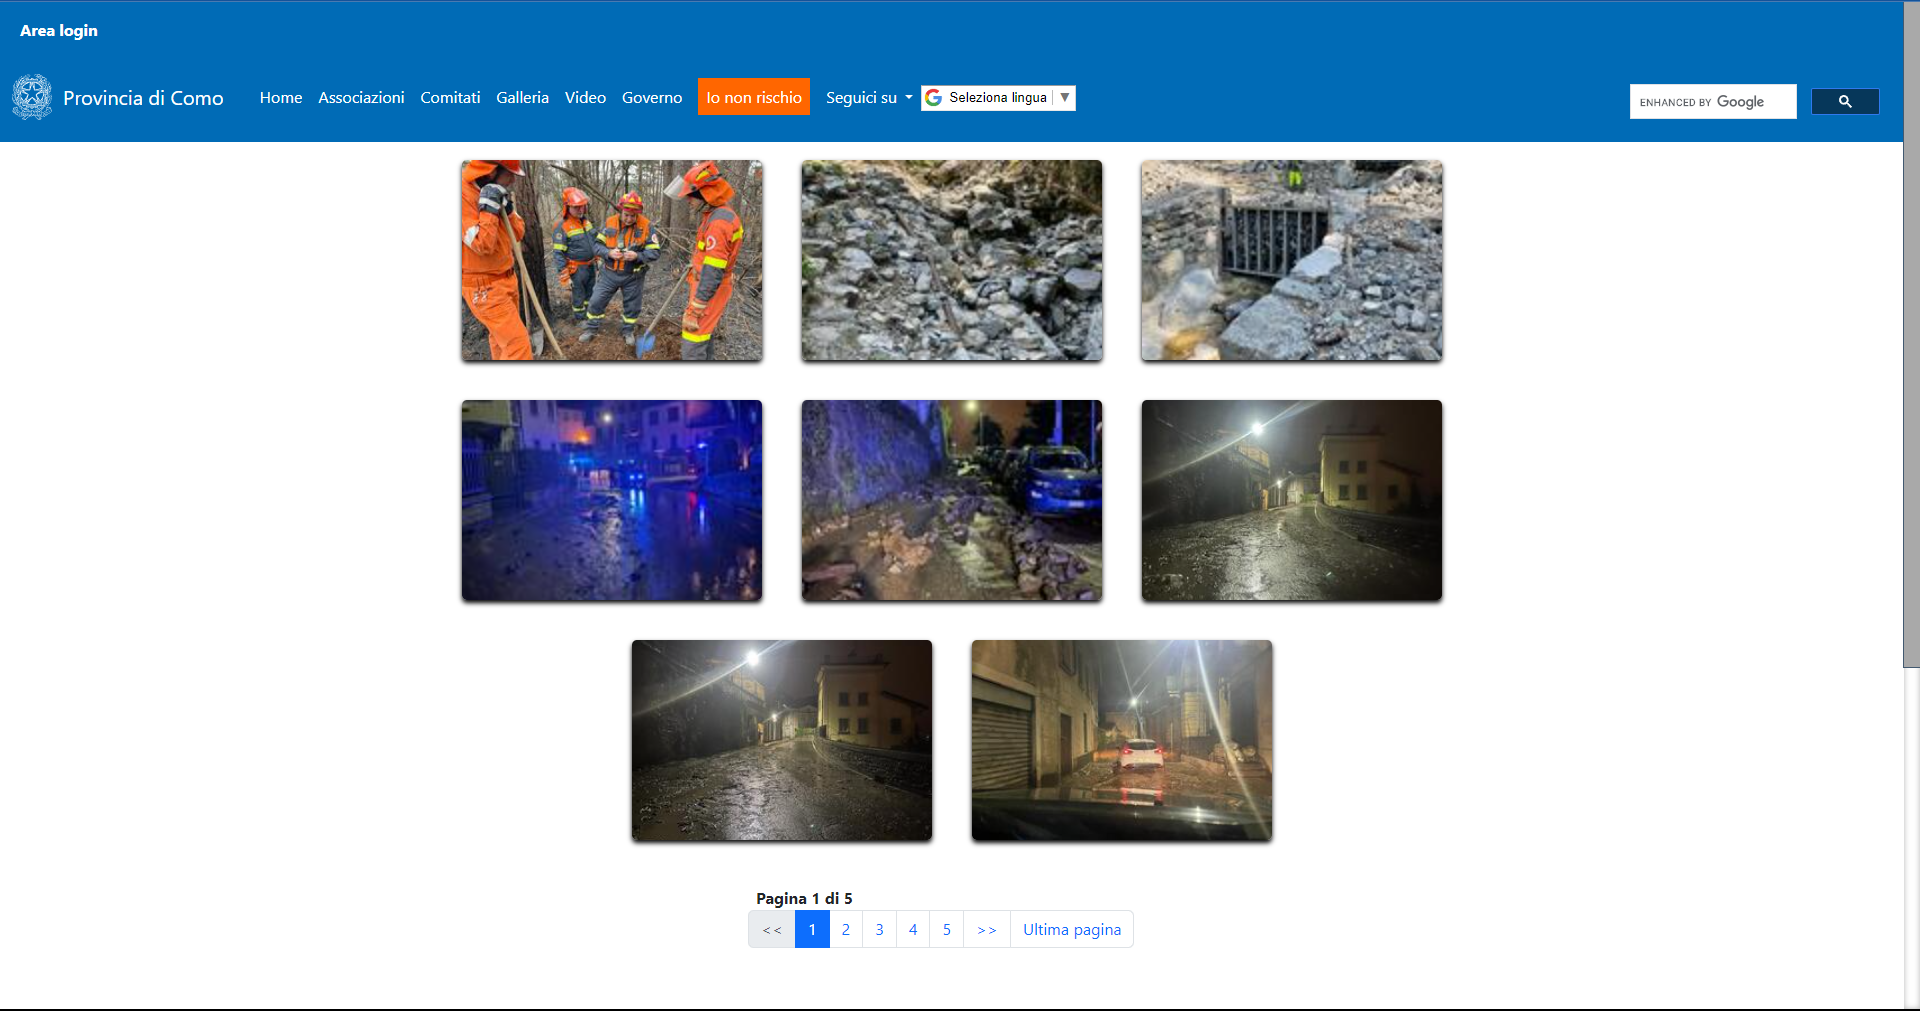 Area login
Provincia di Como Home Associazioni Comitati Galleria Video Governo Io non rischio Seguici su Seleziona lingua ▼ ENHANCED BY Google
Pagina 1 di 5
<< 1 2 3 4 5 >> Ultima pagina